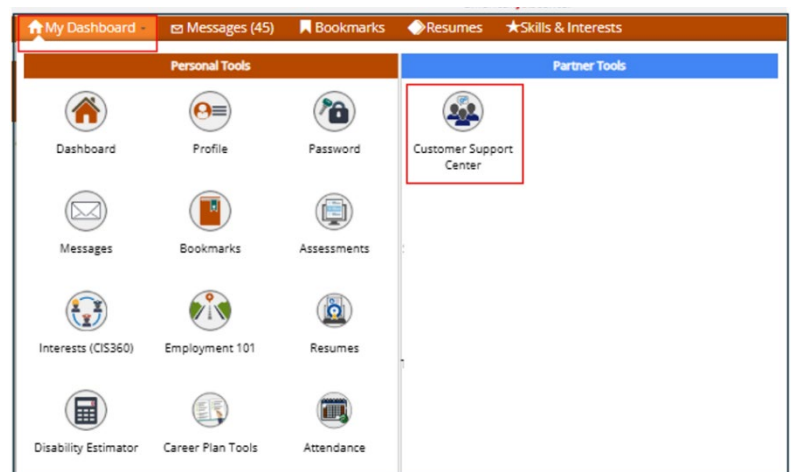 My Dashboard
Messages (45)
Bookmarks
Resumes
Skills & Interests
Personal Tools
Partner Tools
Dashboard
Profile
Password
Customer Support
Center
Messages
Bookmarks
Assessments
Interests (CIS360)
Employment 101
Resumes
Disability Estimator
Career Plan Tools
Attendance